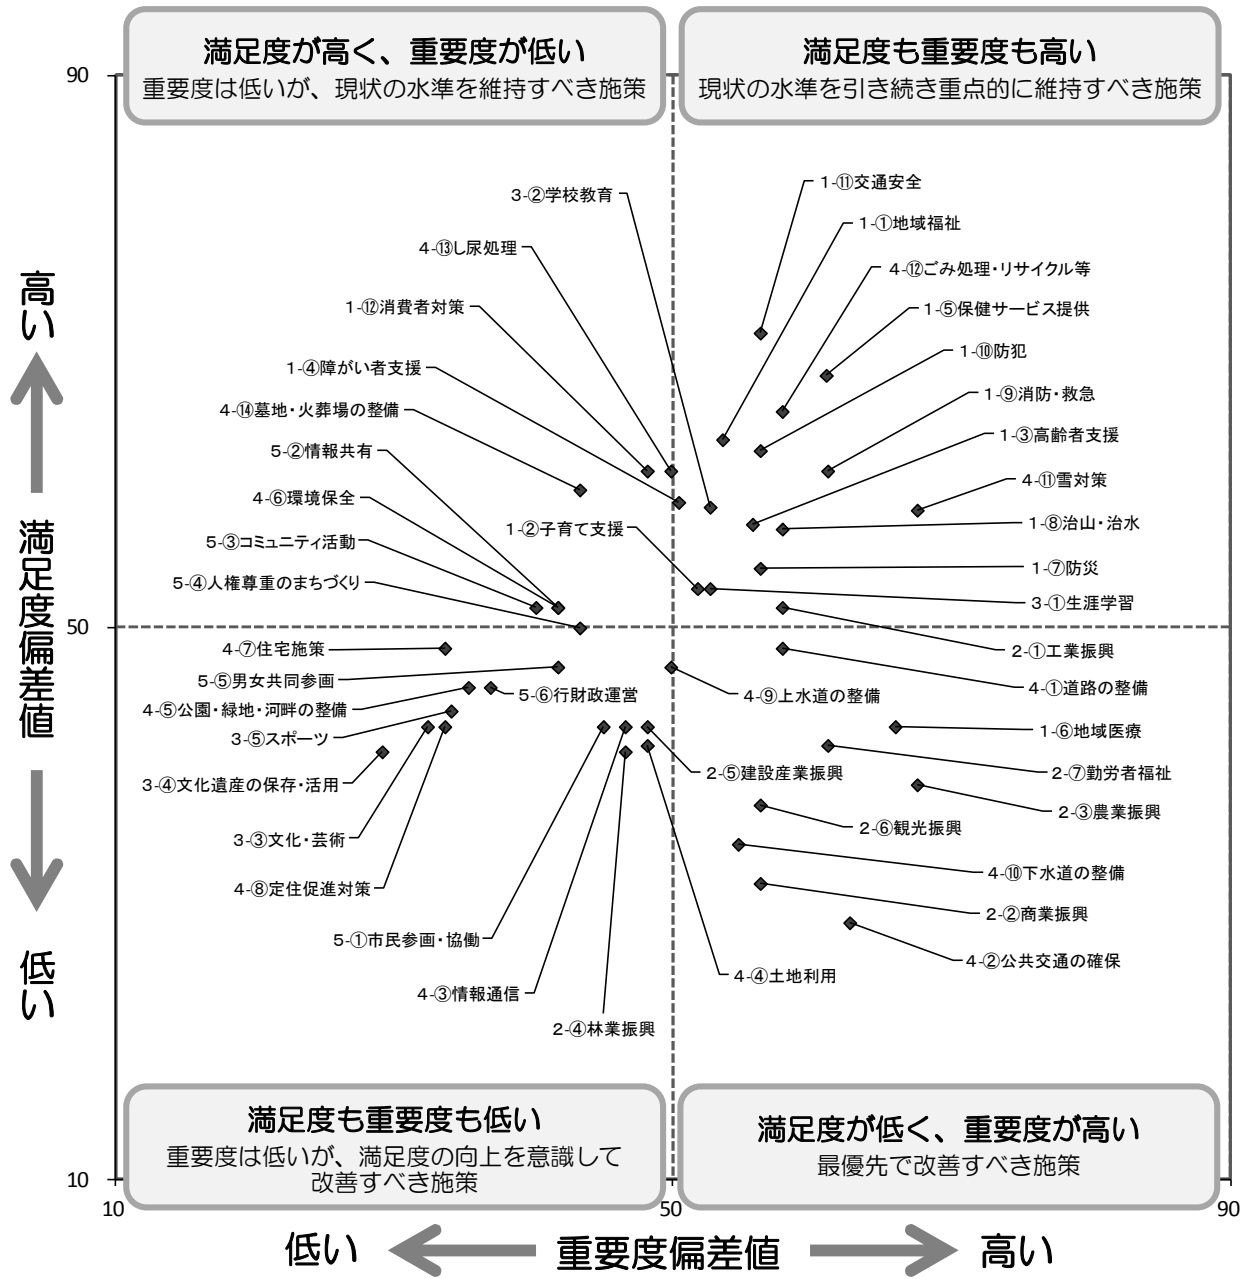 満足度が高く、重要度が低い
重要度は低いが、現状の水準を維持すべき施策
満足度も重要度も高い
現状の水準を引き続き重点的に維持すべき施策
90
1-⑪交通安全
3-②学校教育
1-①地域福祉
4-⑬し尿処理
4-⑫ごみ処理・リサイクル等
1-⑫消費者対策
1-⑤保健サービス提供
1-⑩防犯
1-④障がい者支援
1-⑨消防・救急
4-⑭墓地・火葬場の整備
1-③高齢者支援
5-②情報共有
4-⑪雪対策
4-⑥環境保全
1-②子育て支援
1-⑧治山・治水
5-③コミュニティ活動
1-⑦防災
5-④人権尊重のまちづくり
3-①生涯学習
50
4-⑦住宅施策
2-①工業振興
5-⑤男女共同参画
4-①道路の整備
5-⑥行財政運営
4-⑨上水道の整備
4-⑤公園・緑地・河畔の整備
1-⑥地域医療
3-⑤スポーツ
2-⑤建設産業振興
2-⑦勤労者福祉
3-④文化遺産の保存・活用
2-③農業振興
2-⑥観光振興
3-③文化・芸術
4-⑩下水道の整備
4-⑧定住促進対策
2-②商業振興
5-①市民参画・協働
4-②公共交通の確保
4-④土地利用
4-③情報通信
2-④林業振興
高い
満足度偏差値
低い
満足度も重要度も低い
重要度は低いが、満足度の向上を意識して
改善すべき施策
満足度が低く、重要度が高い
最優先で改善すべき施策
10
10
50
90
低い
重要度偏差値
高い